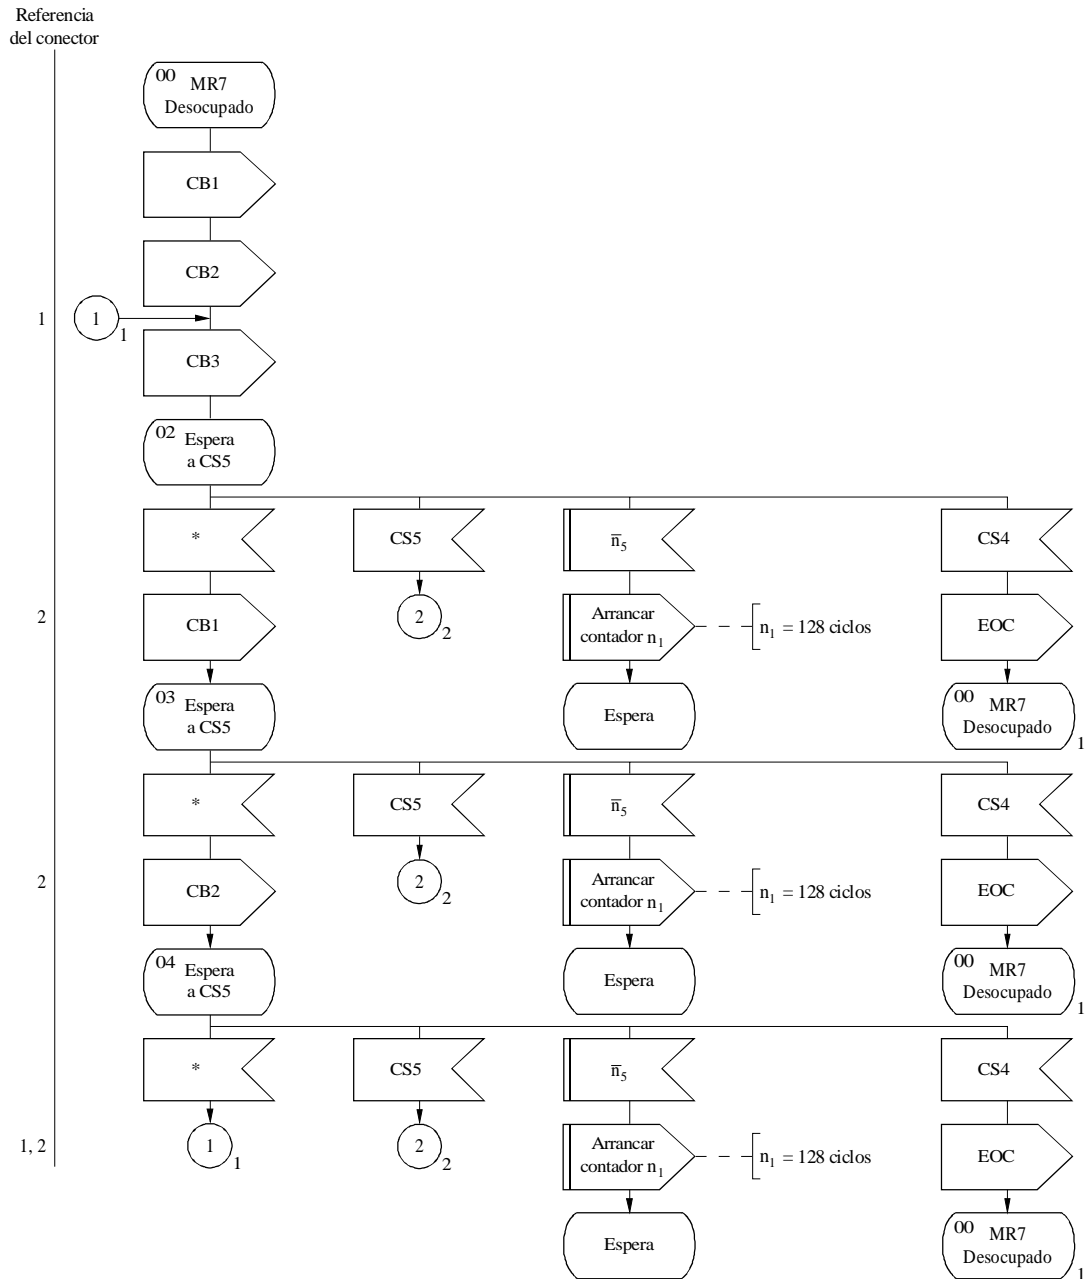 Referencia
del conector
00 MR7
Desocupado
CB1
CB2
1 1 1
CB3
02 Espera
a CS5
* CS5 n̅5 CS4
2 CB1 2 2 Arrancar
contador n1 n1 = 128 ciclos EOC
03 Espera
a CS5
Espera
00 MR7
Desocupado 1
* CS5 n̅5 CS4
2 CB2 2 2 Arrancar
contador n1 n1 = 128 ciclos EOC
04 Espera
a CS5
Espera
00 MR7
Desocupado 1
* CS5 n̅5 CS4
1, 2 1 1 2 2 Arrancar
contador n1 n1 = 128 ciclos EOC
Espera
00 MR7
Desocupado 1